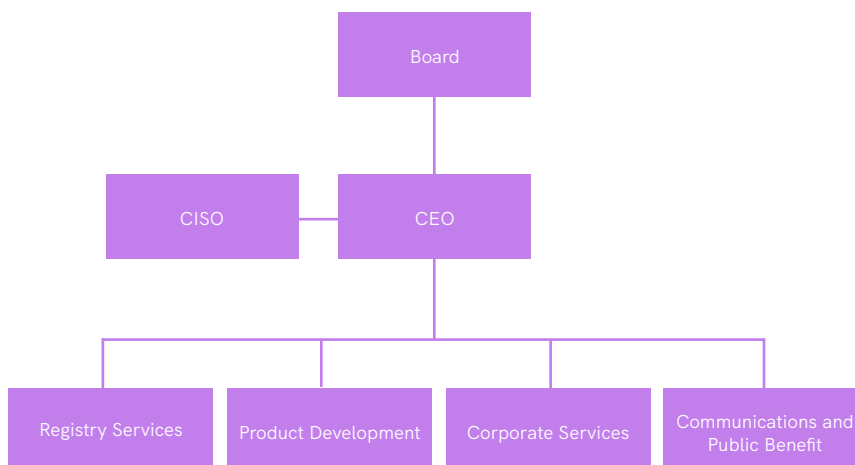 Board
CISO
CEO
Registry Services
Product Development
Corporate Services
Communications and
Public Benefit